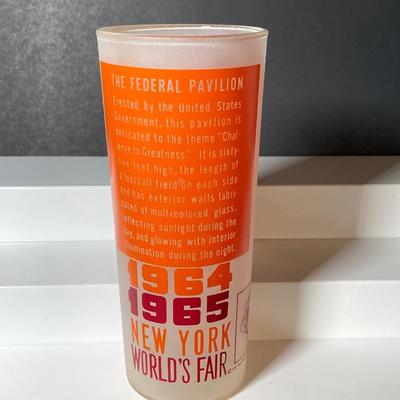 THE FEDERAL PAVILION
Erected by the United States
Government, this pavilion is
dedicated to the theme "Chal-
lenge to Greatness". It is sixty-
five feet high, the length of
a football field on each side
and has exterior walls fabri-
cated of multicolored glass,
reflecting sunlight during the
day, and glowing with interior
illumination during the night.
1964
1965
NEW YORK
WORLD'S FAIR